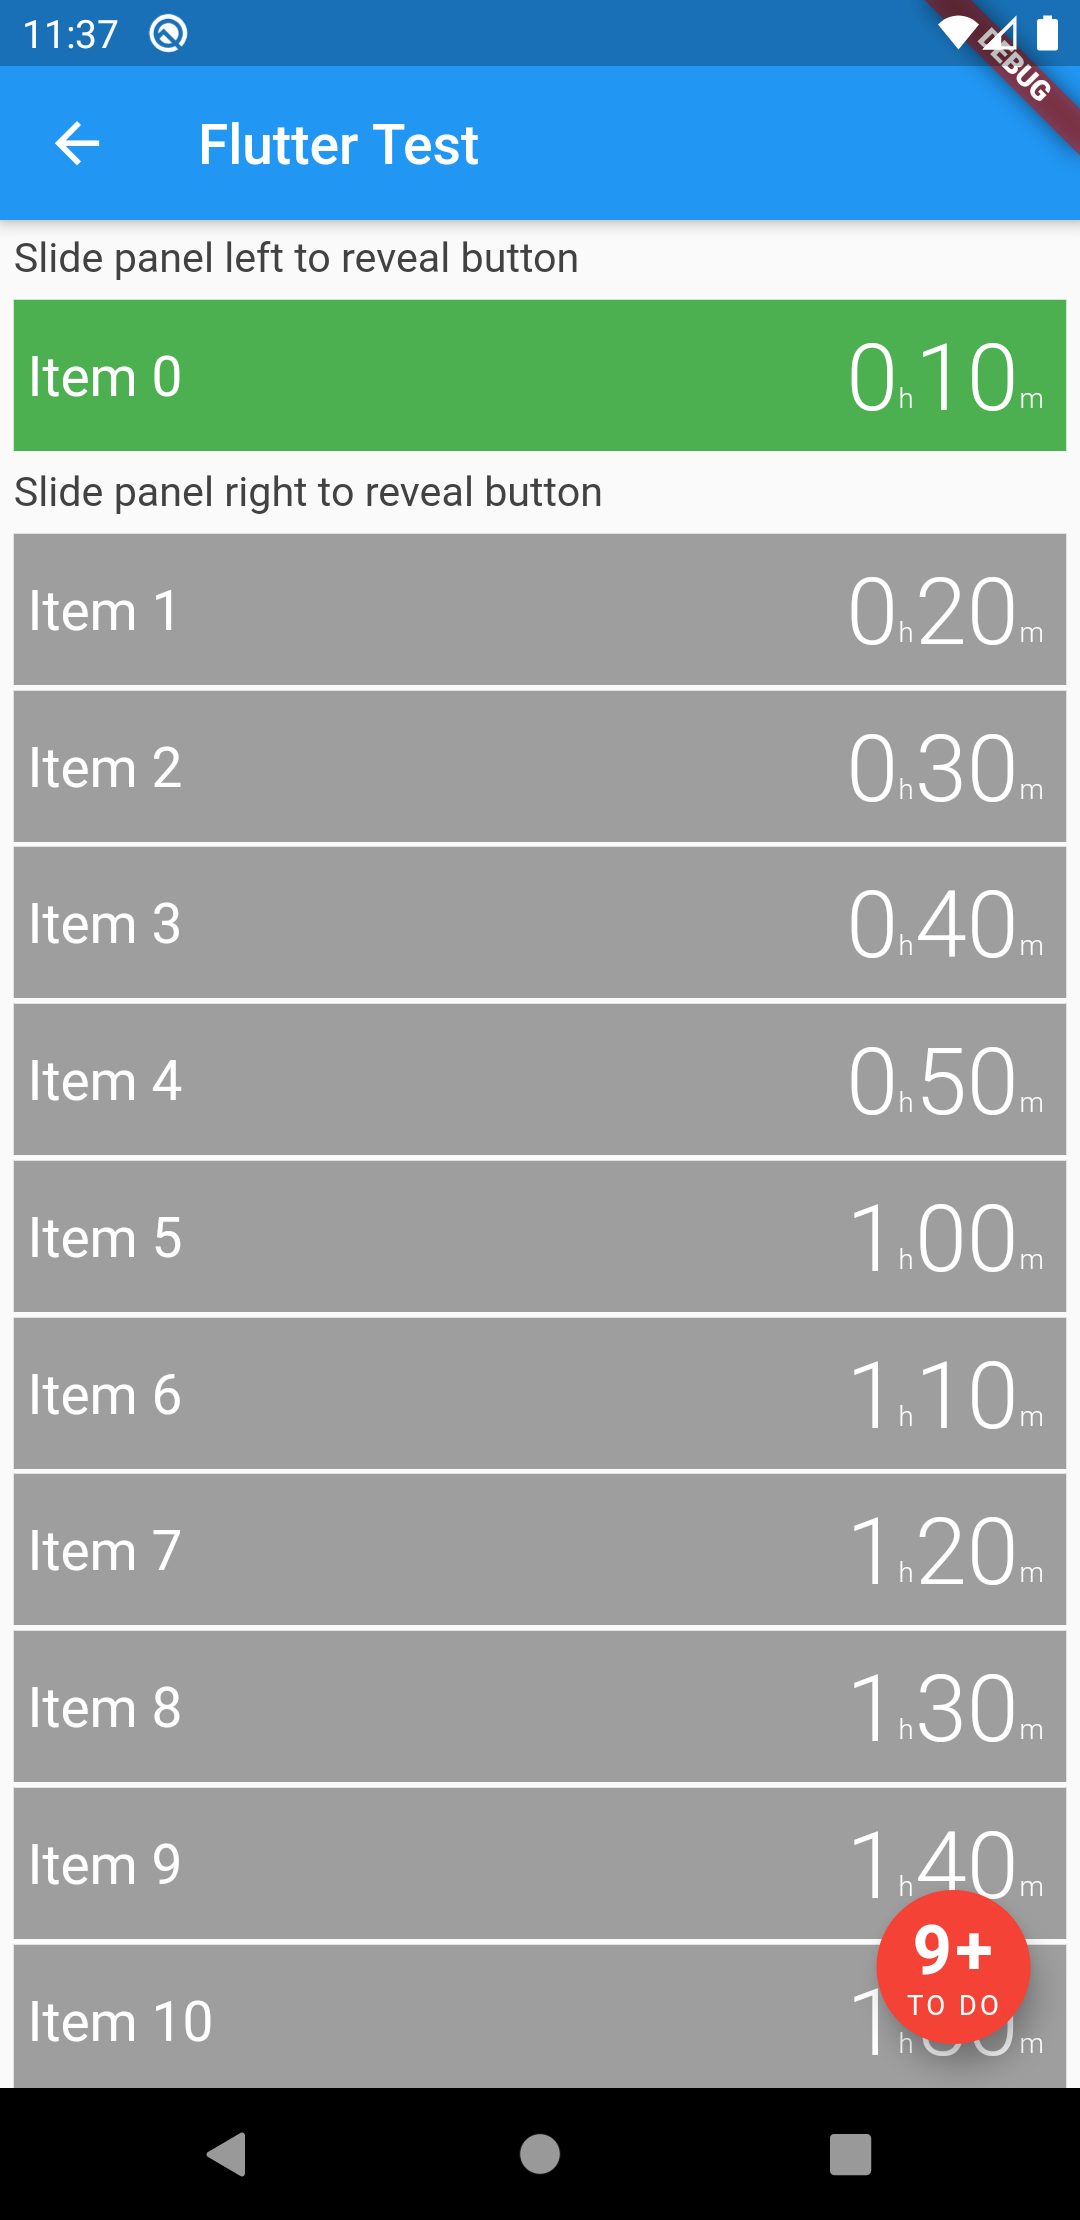 11:37
DEBUG
Flutter Test
Slide panel left to reveal button
Item 0 0h10m
Slide panel right to reveal button
Item 1 0h20m
Item 2 0h30m
Item 3 0h40m
Item 4 0h50m
Item 5 1h00m
Item 6 1h10m
Item 7 1h20m
Item 8 1h30m
Item 9 1h40m
9+
TO DO
Item 10 1h m